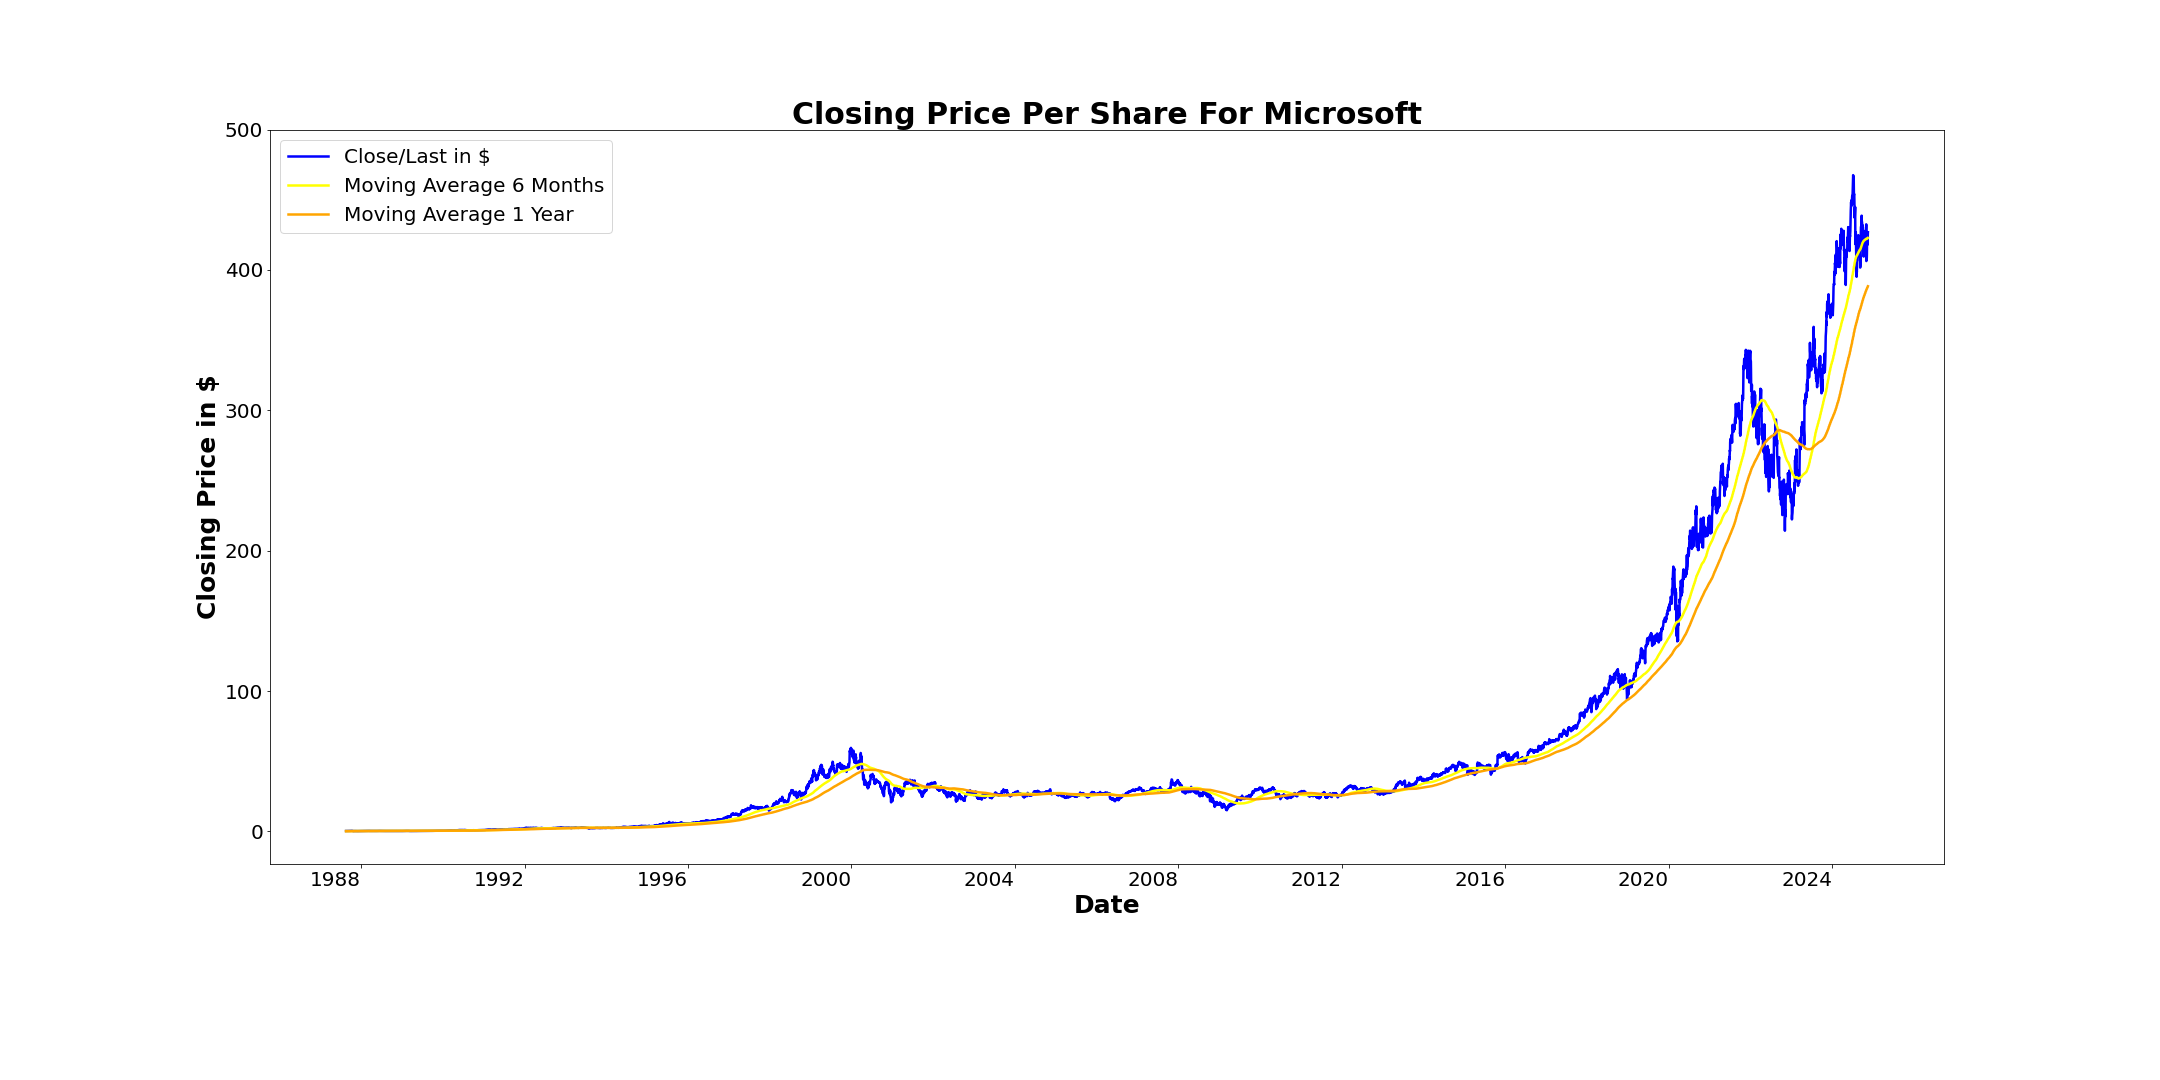 Closing Price Per Share For Microsoft
Close/Last in $
Moving Average 6 Months
Moving Average 1 Year
Closing Price in $
500
400
300
200
100
0
1988 1992 1996 2000 2004 2008 2012 2016 2020 2024
Date